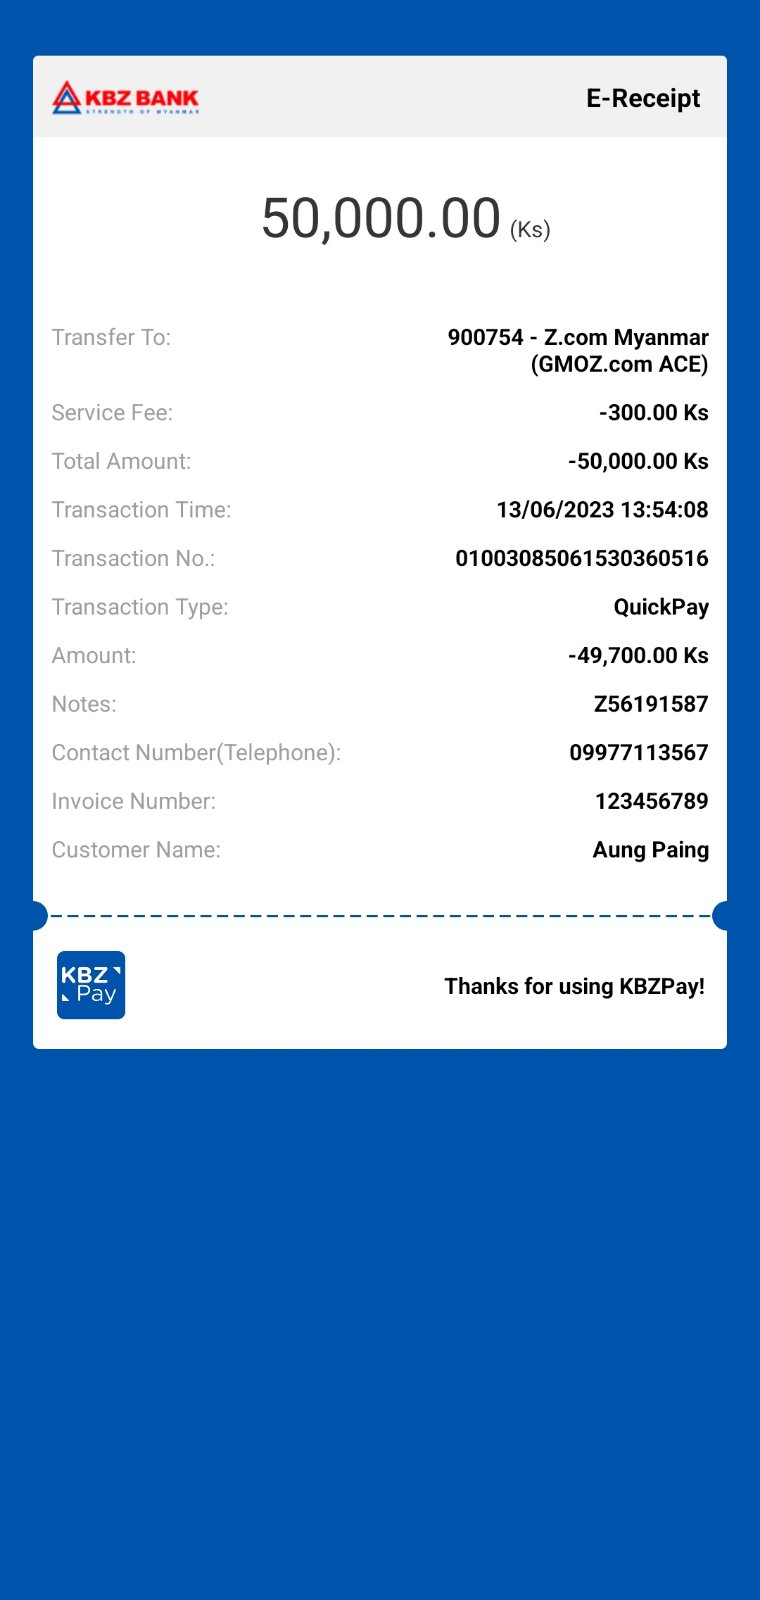 KBZ BANK
STRENGTH OF MYANMAR
E-Receipt
50,000.00 (Ks)
Transfer To: 900754 - Z.com Myanmar
(GMOZ.com ACE)
Service Fee: -300.00 Ks
Total Amount: -50,000.00 Ks
Transaction Time: 13/06/2023 13:54:08
Transaction No.: 01003085061530360516
Transaction Type: QuickPay
Amount: -49,700.00 Ks
Notes: Z56191587
Contact Number(Telephone): 09977113567
Invoice Number: 123456789
Customer Name: Aung Paing
KBZ
Pay
Thanks for using KBZPay!